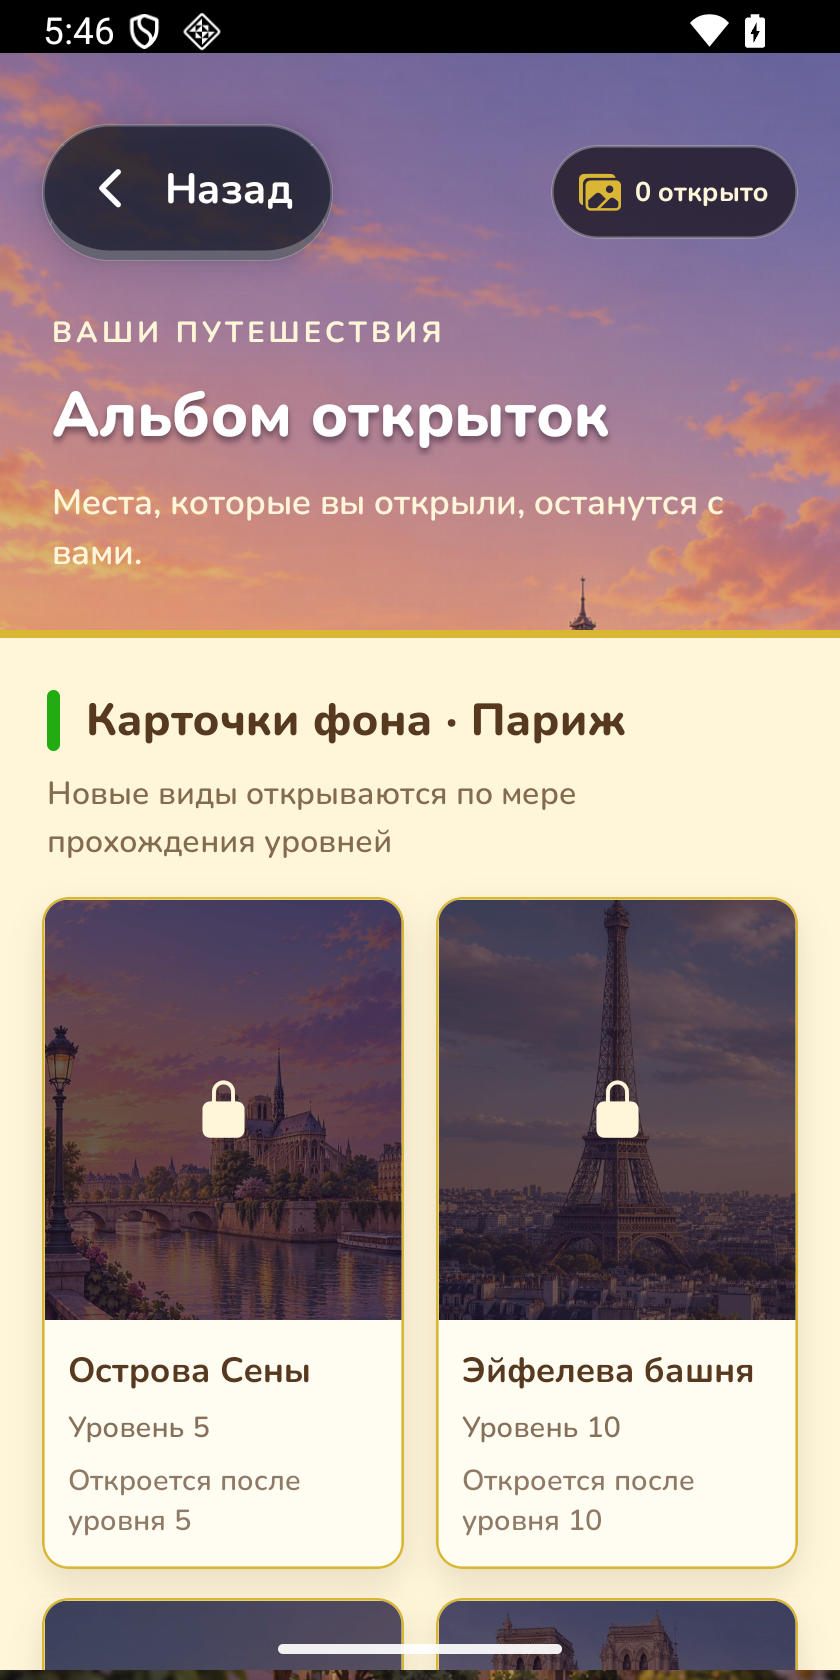 5:46
Назад
0 открыто
ВАШИ ПУТЕШЕСТВИЯ
Альбом открыток
Места, которые вы открыли, останутся с
вами.
Карточки фона · Париж
Новые виды открываются по мере
прохождения уровней
Острова Сены
Уровень 5
Откроется после
уровня 5
Эйфелева башня
Уровень 10
Откроется после
уровня 10